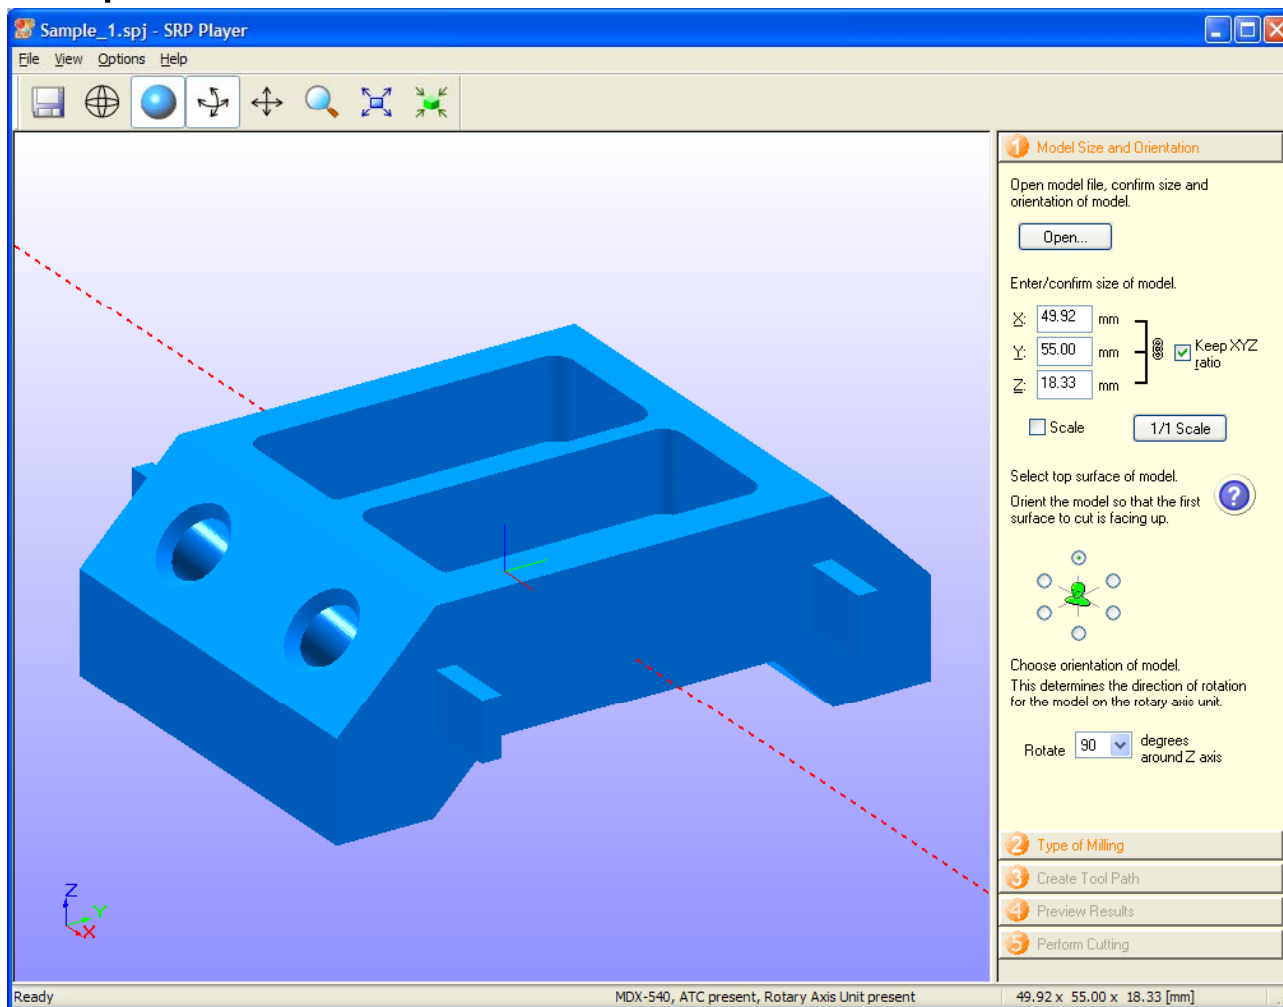 Sample_1.spj - SRP Player
File View Options Help
1 Model Size and Orientation
Open model file, confirm size and
orientation of model.
Open...
Enter/confirm size of model.
X: 49.92 mm
Y: 55.00 mm
Keep XYZ
ratio
Z: 18.33 mm
Scale 1/1 Scale
Select top surface of model.
Orient the model so that the first
surface to cut is facing up.
?
Choose orientation of model.
This determines the direction of rotation
for the model on the rotary axis unit.
Rotate 90 degrees
around Z axis
2 Type of Milling
3 Create Tool Path
4 Preview Results
5 Perform Cutting
Z
Y
X
Ready MDX-540, ATC present, Rotary Axis Unit present 49.92 x 55.00 x 18.33 [mm]